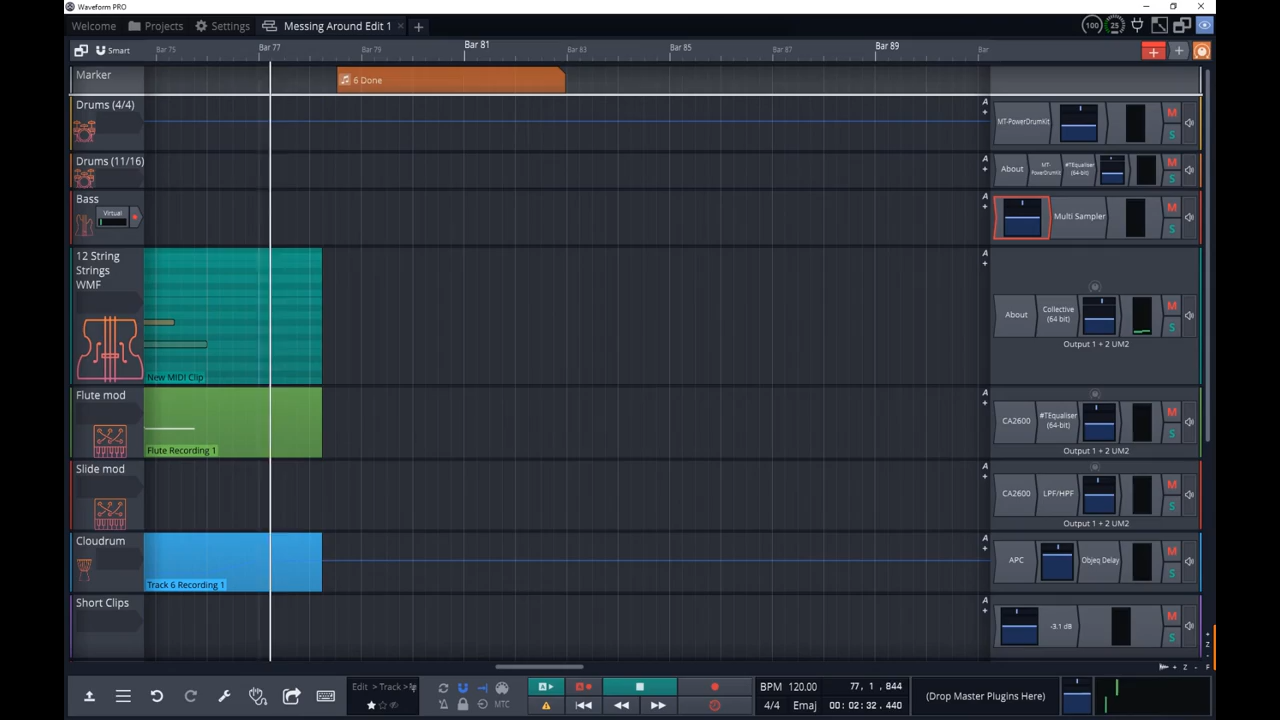 Waveform PRO
Welcome Projects Settings Messing Around Edit 1
100 25
Smart Bar 75 Bar 77 Bar 79 Bar 81 Bar 83 Bar 85 Bar 87 Bar 89 Bar
Marker
6 Done
Drums (4/4)
A
MT-PowerDrumKit
M
S
Drums (11/16)
A
About
MT-PowerDrumKit
#TEqualiser (64-bit)
M
S
Bass
Virtual
A
Multi Sampler
M
S
12 String
Strings
WMF
New MIDI Clip
A
About
Collective (64 bit)
M
S
Output 1 + 2 UM2
Flute mod
Flute Recording 1
A
CA2600
#TEqualiser (64-bit)
M
S
Output 1 + 2 UM2
Slide mod
A
CA2600
LPF/HPF
M
S
Output 1 + 2 UM2
Cloudrum
Track 6 Recording 1
A
APC
Objeq Delay
M
S
Short Clips
A
-3.1 dB
M
S
Edit > Track >
MTC
BPM 120.00
4/4 Emaj
77, 1, 844
00 : 02 : 32. 440
(Drop Master Plugins Here)